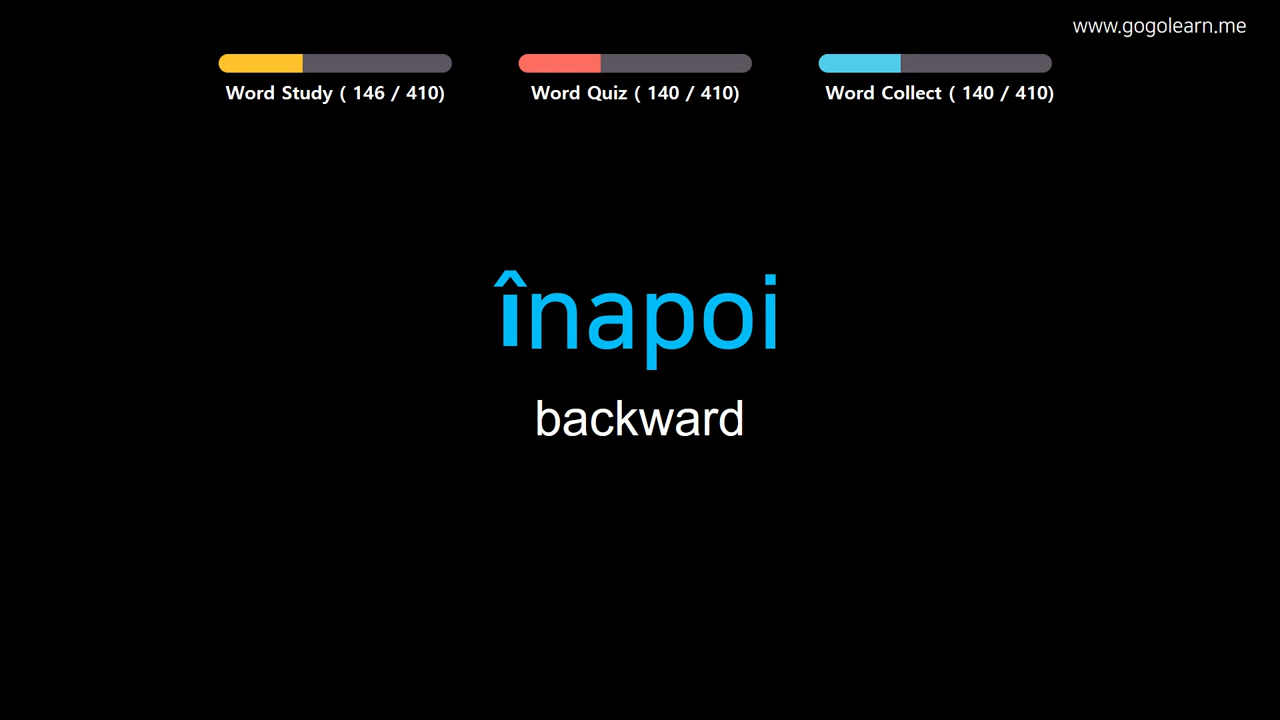 www.gogolearn.me
Word Study ( 146 / 410)
Word Quiz ( 140 / 410)
Word Collect ( 140 / 410)
înapoi
backward